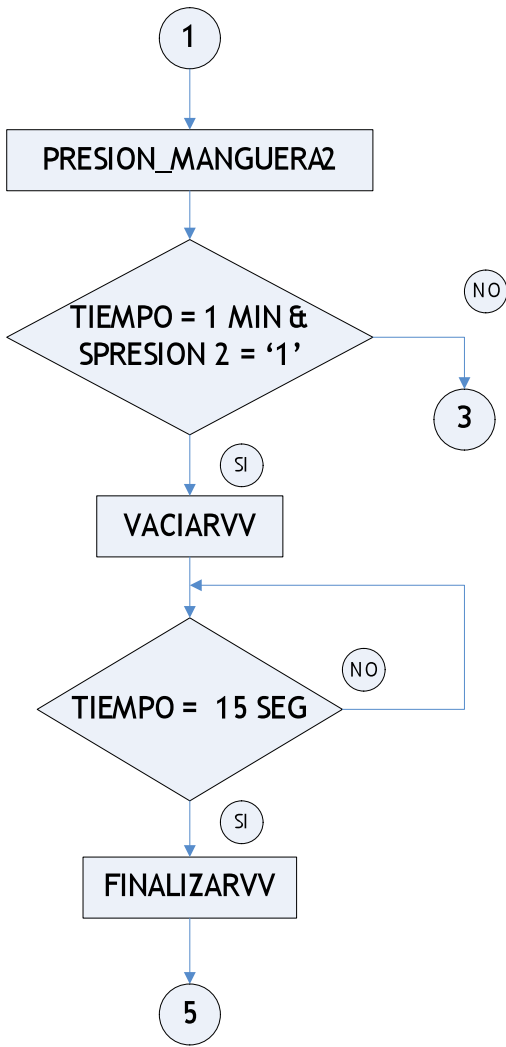 1
PRESION_MANGUERA2
NO
TIEMPO = 1 MIN &
SPRESION 2 = ‘1’
3
SI
VACIARVV
NO
TIEMPO = 15 SEG
SI
FINALIZARVV
5